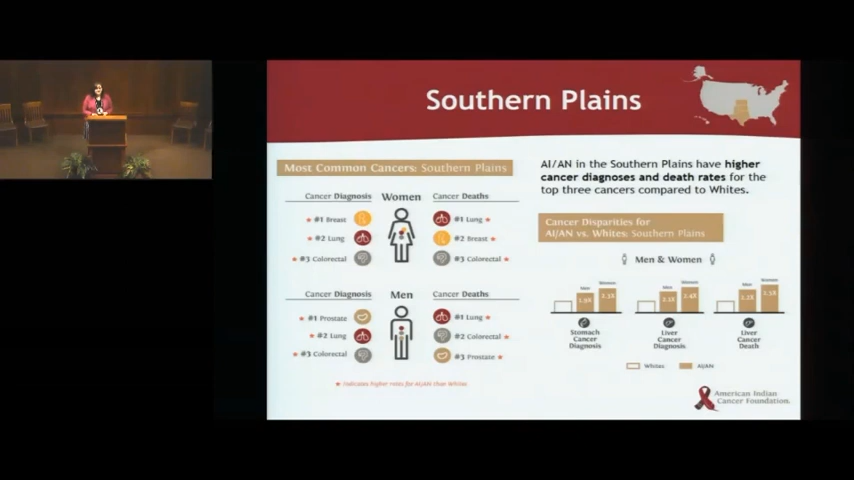 Southern Plains
Most Common Cancers: Southern Plains
Cancer Diagnosis
Women
Cancer Deaths
#1 Breast
#2 Lung
#3 Colorectal
#1 Lung
#2 Breast
#3 Colorectal
Cancer Diagnosis
Men
Cancer Deaths
#1 Prostate
#2 Lung
#3 Colorectal
#1 Lung
#2 Colorectal
#3 Prostate
* Indicates higher rates for AI/AN than Whites
AI/AN in the Southern Plains have higher
cancer diagnoses and death rates for the
top three cancers compared to Whites.
Cancer Disparities for
AI/AN vs. Whites: Southern Plains
Men & Women
Men
Women
Men
Women
Men
Women
Stomach
Cancer
Diagnosis
Liver
Cancer
Diagnosis
Liver
Cancer
Death
Whites
AI/AN
American Indian
Cancer Foundation.